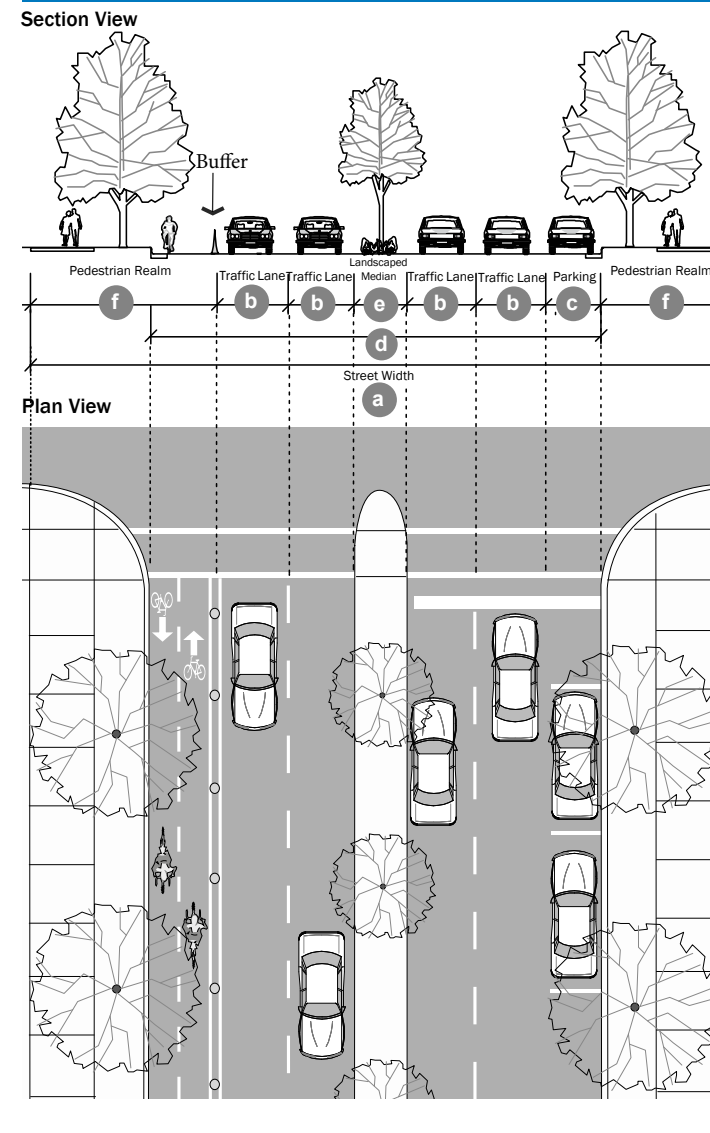 Section View
Buffer
Landscaped
Pedestrian Realm Traffic Lane Traffic Lane Median Traffic Lane Traffic Lane Parking Pedestrian Realm
f b b e b b c f
d
Street Width
a
Plan View